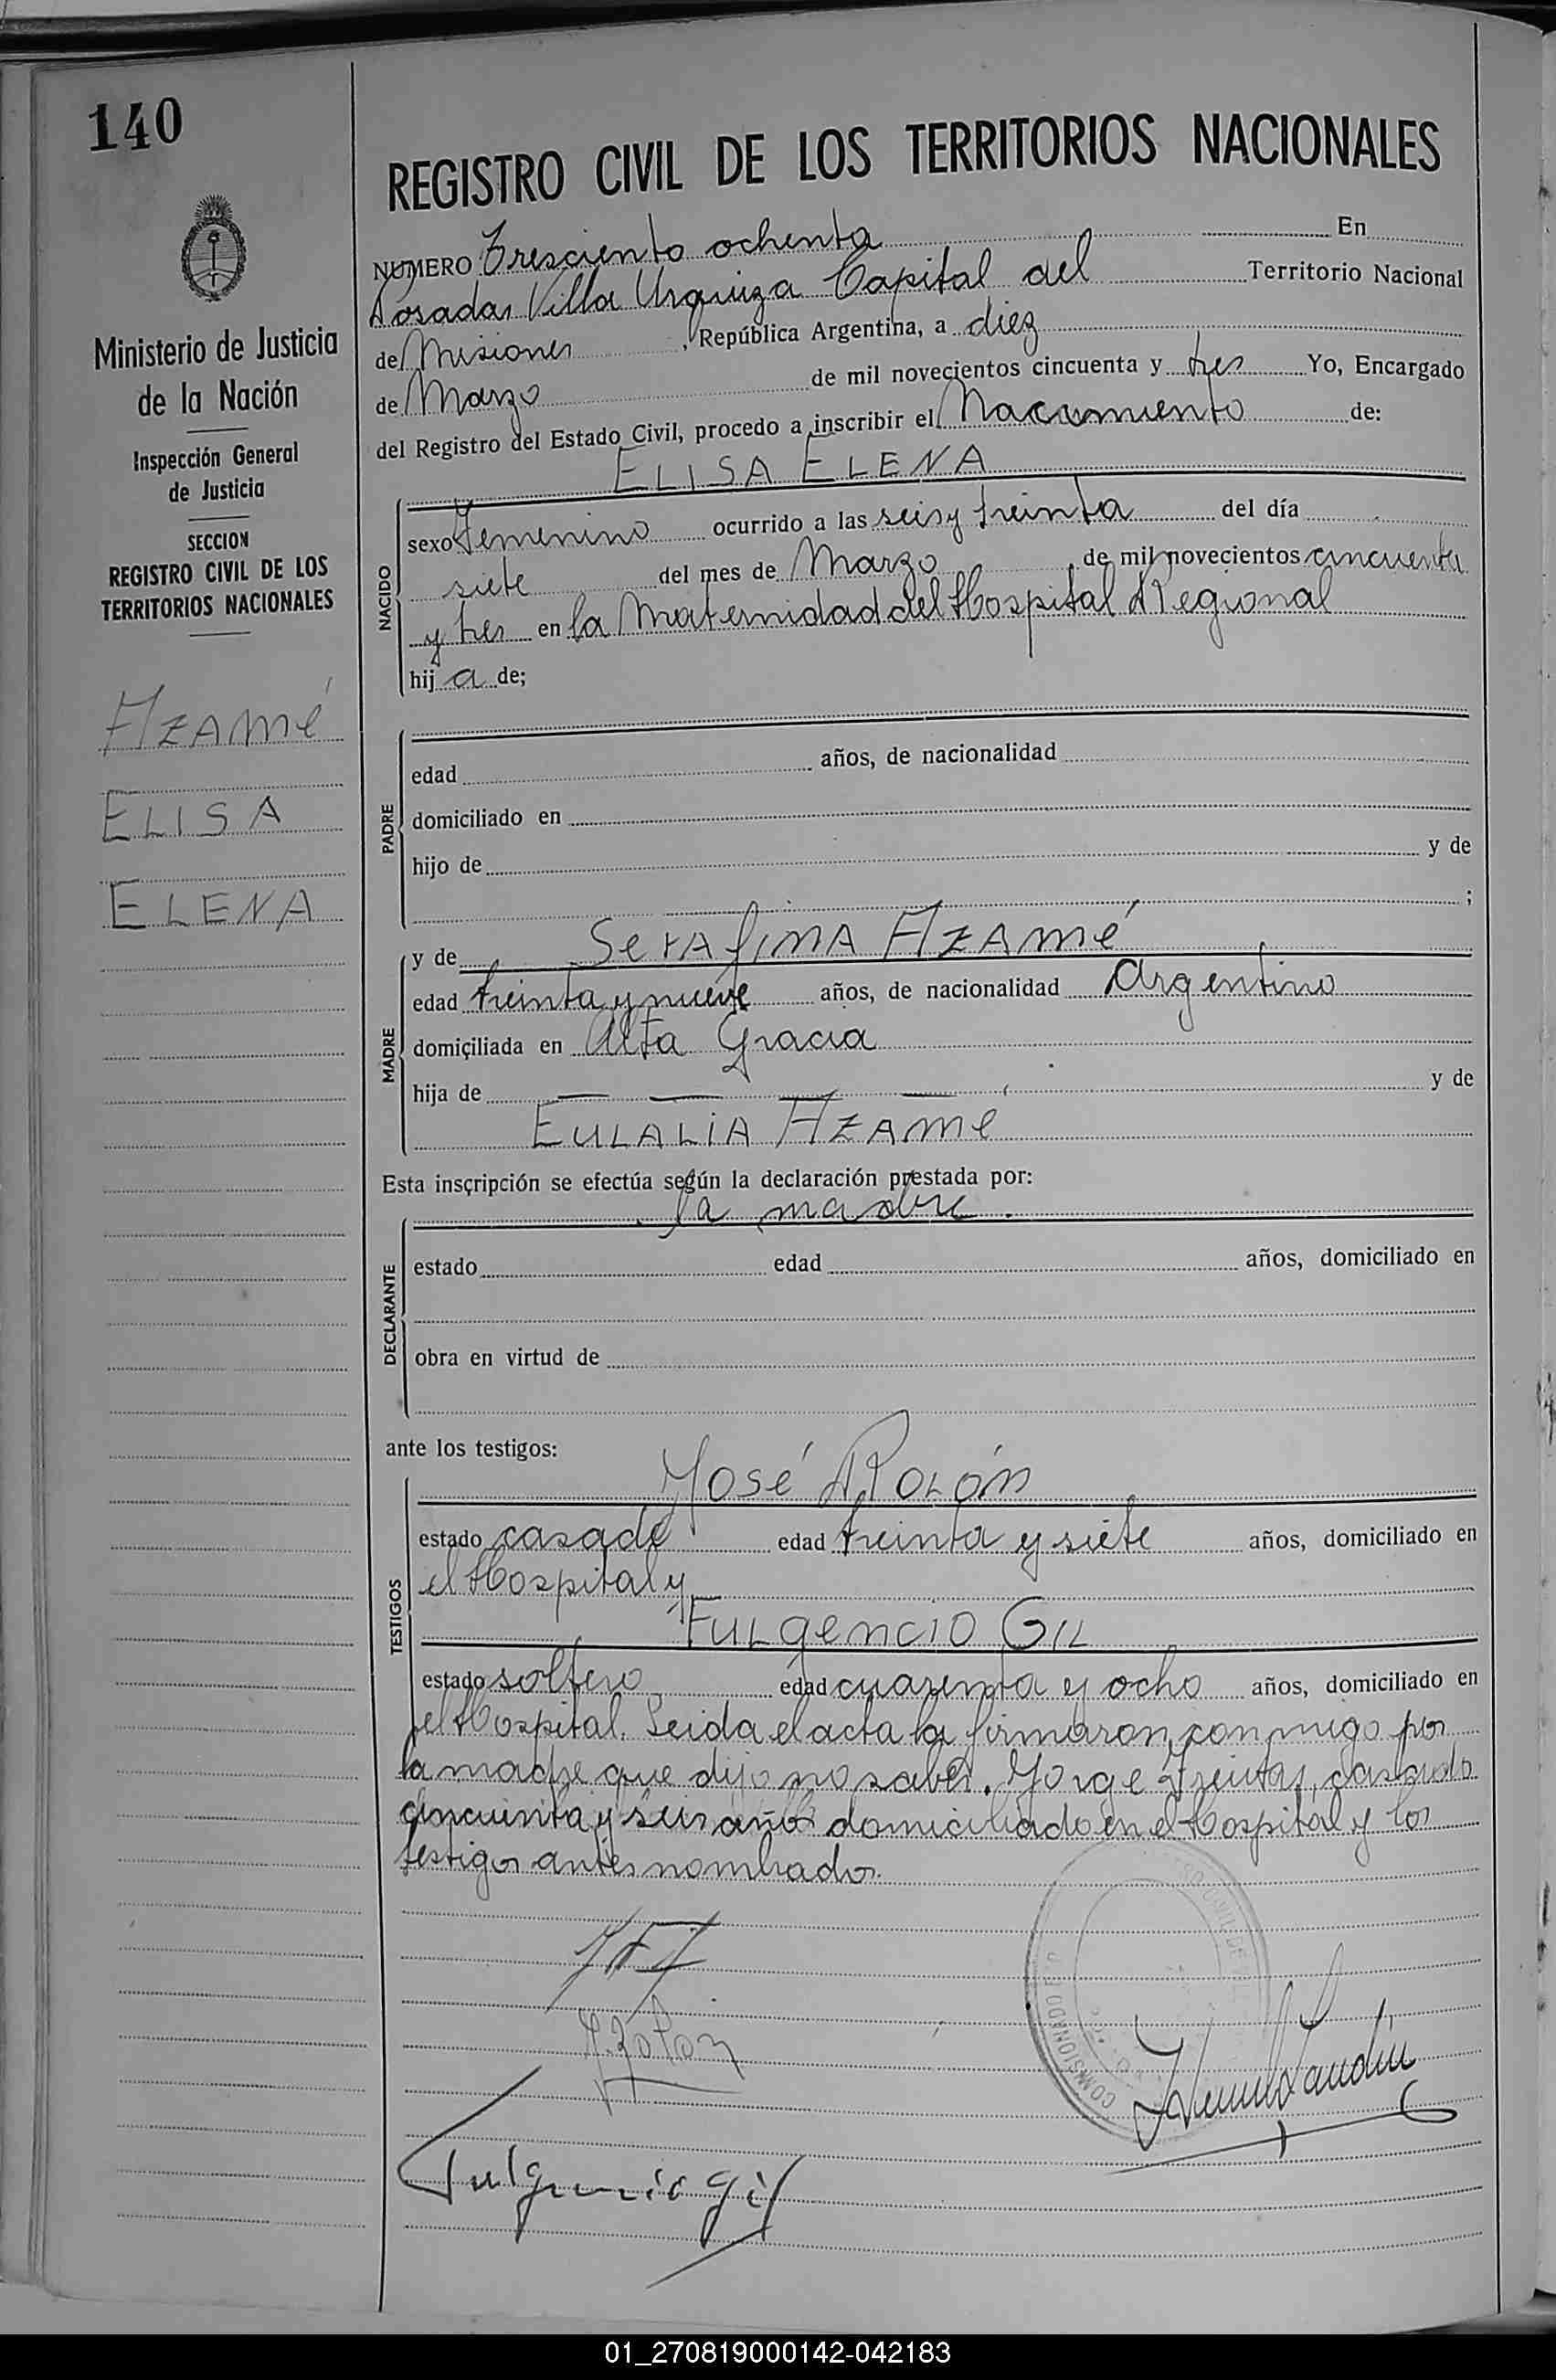 140
Ministerio de Justicia
de la Nación
Inspección General
de Justicia
SECCION
REGISTRO CIVIL DE LOS
TERRITORIOS NACIONALES
AZAMé
ELISA
ELENA
REGISTRO CIVIL DE LOS TERRITORIOS NACIONALES
NUMERO Tresciento ochenta En
Posadas Villa Urquiza Capital del Territorio Nacional
de Misiones, República Argentina, a diez
de Marzo de mil novecientos cincuenta y tres Yo, Encargado
del Registro del Estado Civil, procedo a inscribir el Nacimiento de:
ELISA ELENA
NACIDO
sexo Femenino ocurrido a las seis y treinta del día
siete del mes de Marzo de mil novecientos cincuenta
y tres en la Maternidad del Hospital Regional
hij a de;
PADRE
edad años, de nacionalidad
domiciliado en
hijo de y de
;
MADRE
y de SerAfinA AZAMé
edad treinta y nueve años, de nacionalidad Argentino
domiciliada en Alta Gracia
hija de y de
EULALiA AZAMe
Esta inscripción se efectúa según la declaración prestada por:
la madre.
DECLARANTE
estado edad años, domiciliado en
obra en virtud de
ante los testigos:
José ROLÓN
TESTIGOS
estado casado edad treinta y siete años, domiciliado en
el Hospital y
FULgenciO GIL
estado soltero edad cuarenta y ocho años, domiciliado en
el Hospital. Leida el acta la firmaron conmigo por
la madre que dijo no saber. Jorge Freitas, casado
cincuenta y seis años domiciliado en el Hospital y los
testigos antes nombrados.
J. Rolon
Fulgencio Gil
01_270819000142-042183